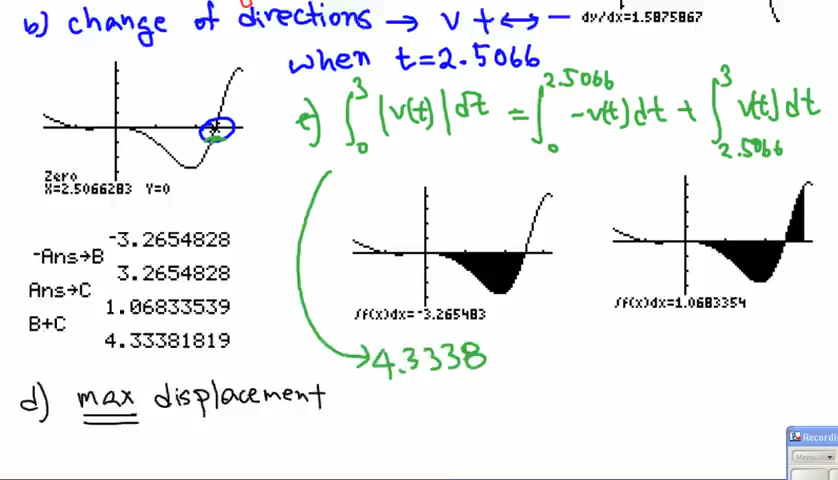 b) change of directions → v + ↔ −
dy/dx=1.5875867
when t=2.5066
c) ∫₀³ |v(t)| dt = ∫₀^2.5066 -v(t) dt + ∫_2.5066^3 v(t) dt
Zero
X=2.5066283 Y=0
-3.2654828
-Ans→B
3.2654828
Ans→C
1.06833539
B+C
4.33381819
∫f(x)dx=-3.265483
∫f(x)dx=1.0683354
→4.3338
d) max displacement
Recordin